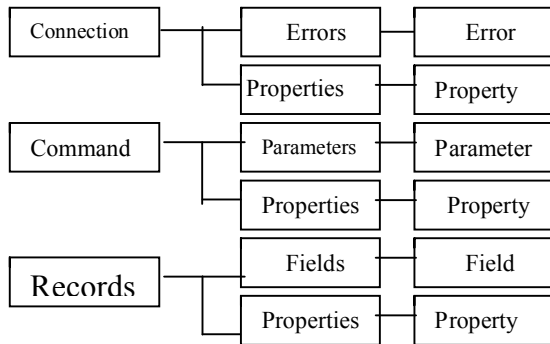 Connection
Errors
Error
Properties
Property
Command
Parameters
Parameter
Properties
Property
Records
Fields
Field
Properties
Property